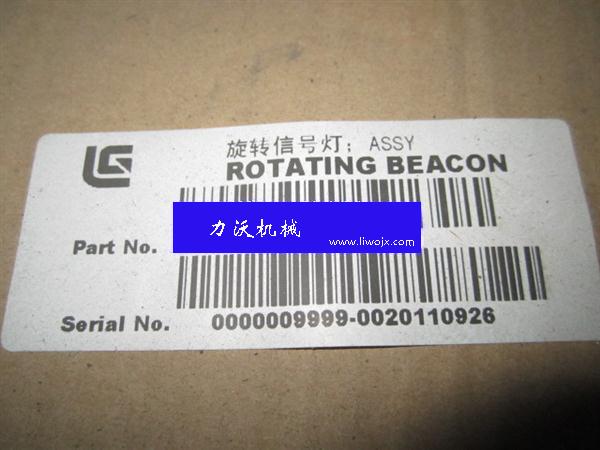 LG
旋转信号灯; ASSY
ROTATING BEACON
力沃机械
Part No.
www.liwojx.com
Serial No. 0000009999-0020110926